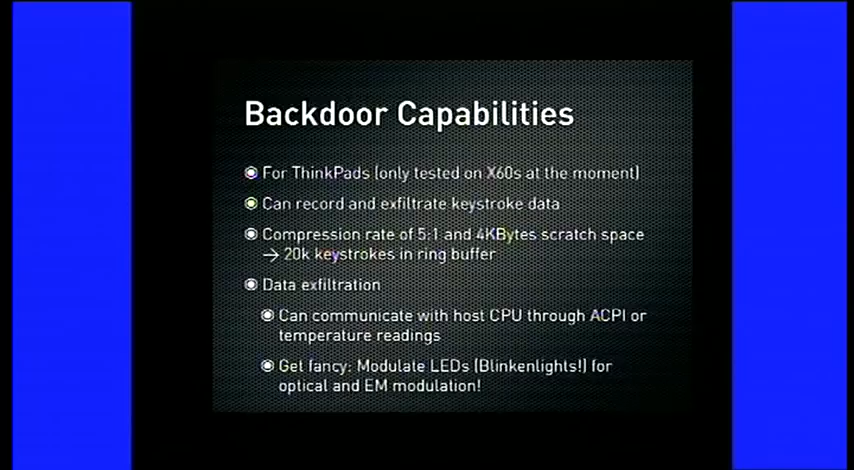 Backdoor Capabilities
For ThinkPads (only tested on X60s at the moment)
Can record and exfiltrate keystroke data
Compression rate of 5:1 and 4KBytes scratch space
→ 20k keystrokes in ring buffer
Data exfiltration
Can communicate with host CPU through ACPI or
temperature readings
Get fancy: Modulate LEDs (Blinkenlights!) for
optical and EM modulation!